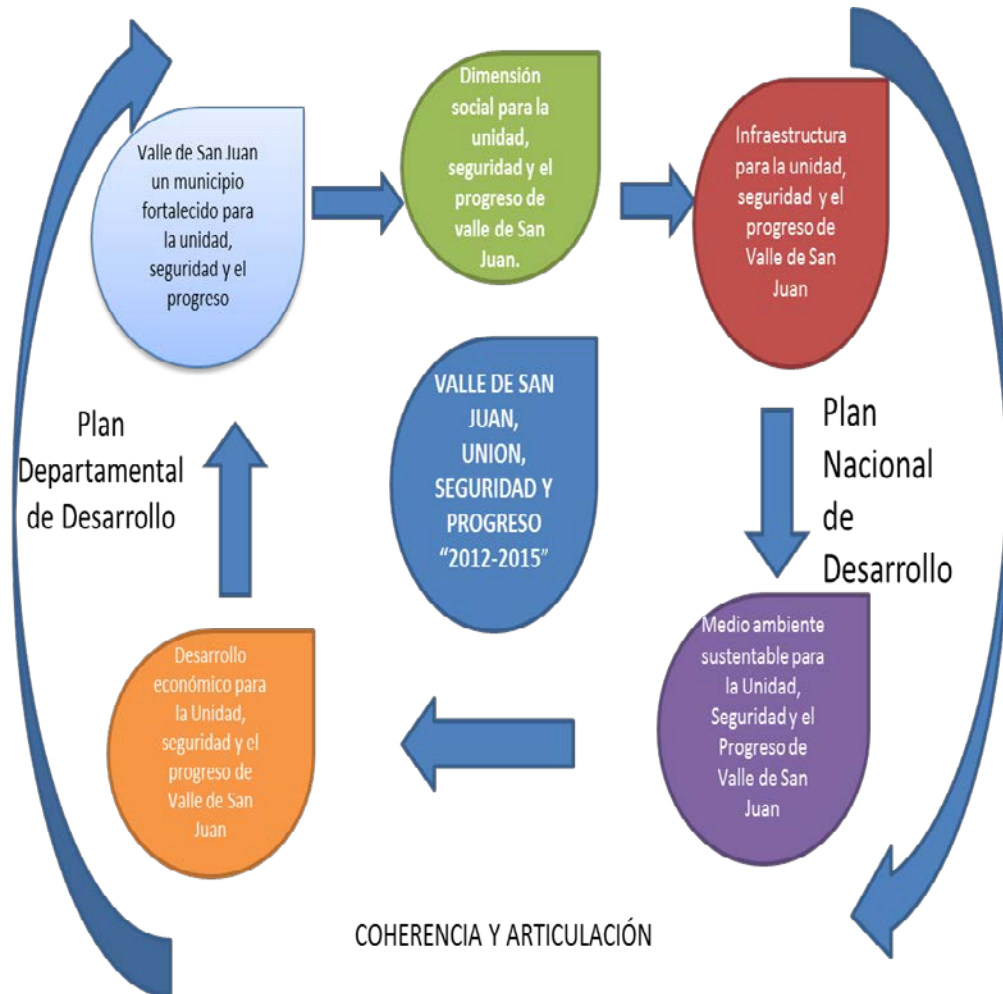 Valle de San Juan
un municipio
fortalecido para
la unidad,
seguridad y el
progreso
Dimensión
social para la
unidad,
seguridad y el
progreso de
valle de San
Juan.
Infraestructura
para la unidad,
seguridad y el
progreso de
Valle de San
Juan
Plan
Departamental
de Desarrollo
VALLE DE SAN
JUAN,
UNION,
SEGURIDAD Y
PROGRESO
“2012-2015”
Plan
Nacional
de
Desarrollo
Desarrollo
económico para
la Unidad,
seguridad y el
progreso de
Valle de San
Juan
Medio ambiente
sustentable para
la Unidad,
Seguridad y el
Progreso de
Valle de San
Juan
COHERENCIA Y ARTICULACIÓN